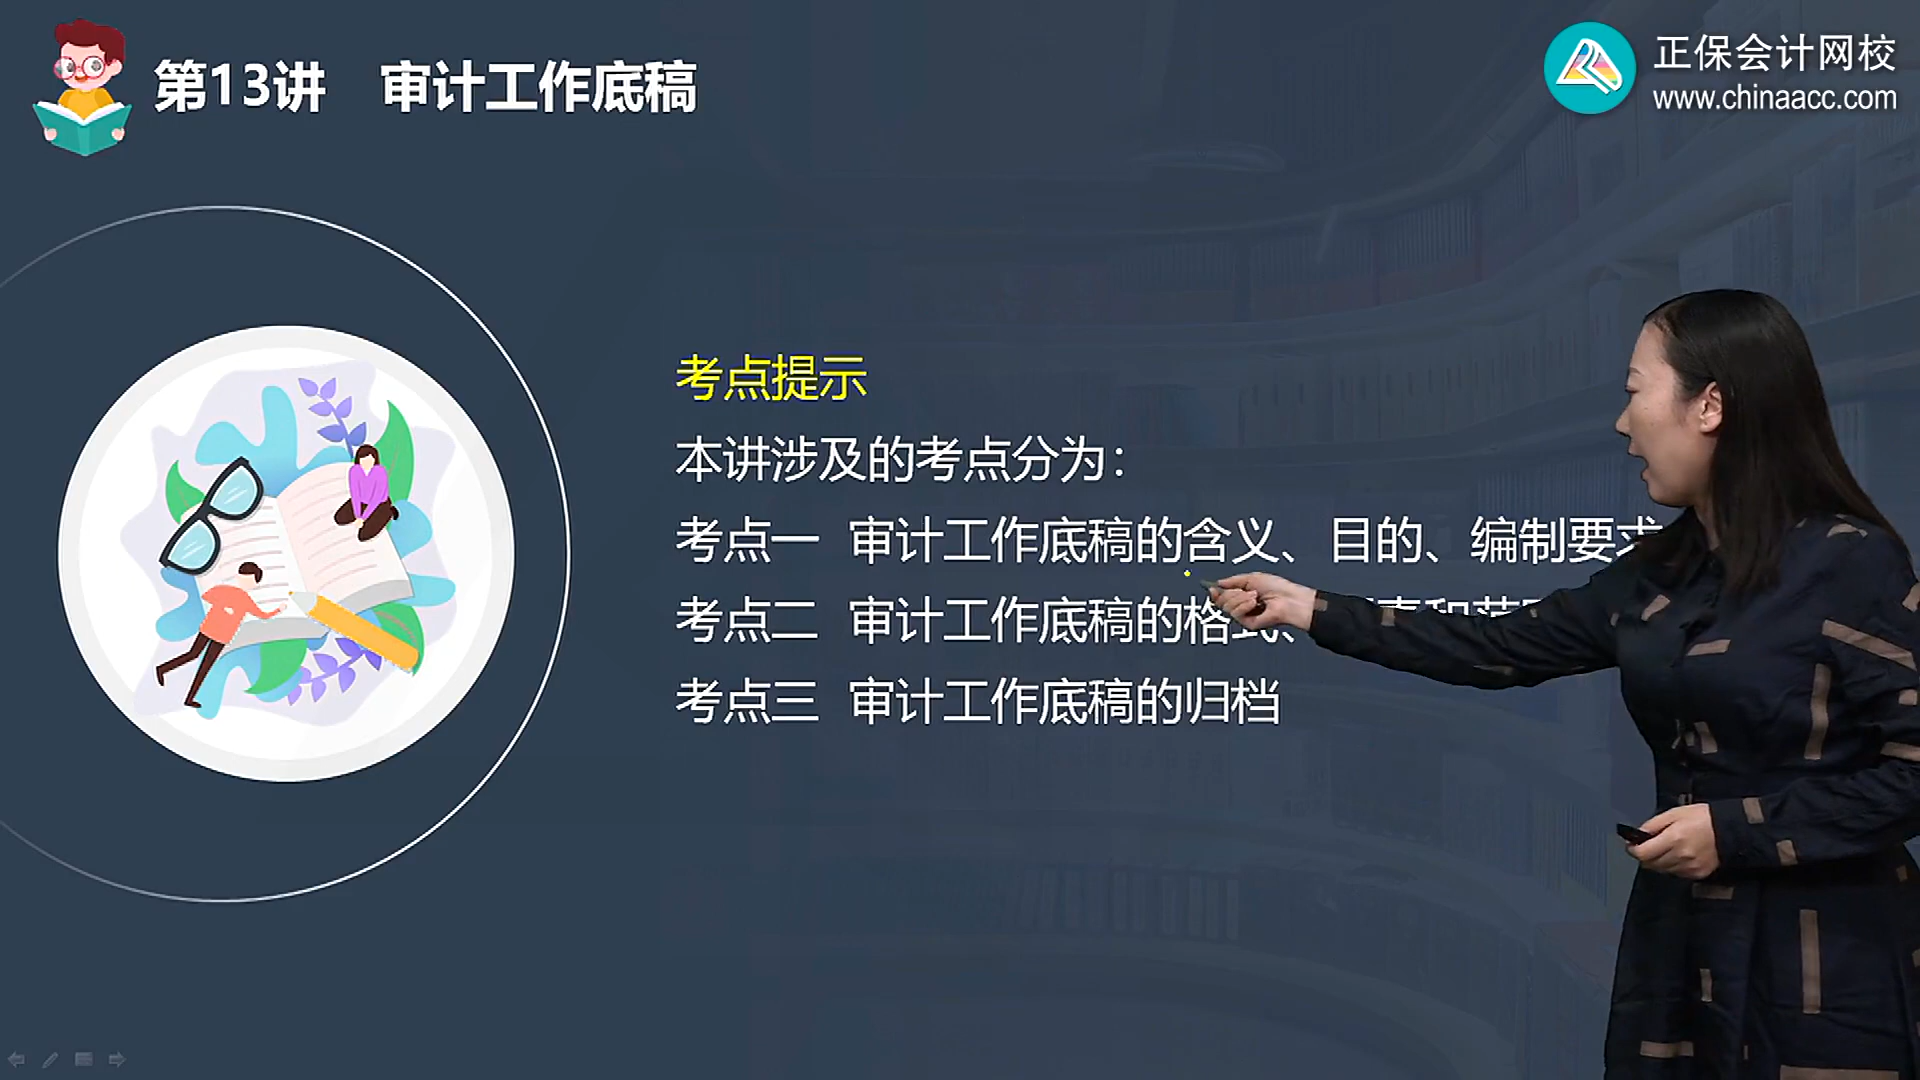 第13讲 审计工作底稿
正保会计网校
www.chinaacc.com
考点提示
本讲涉及的考点分为：
考点一 审计工作底稿的含义、目的、编制要求
考点二 审计工作底稿的格式、
考点三 审计工作底稿的归档